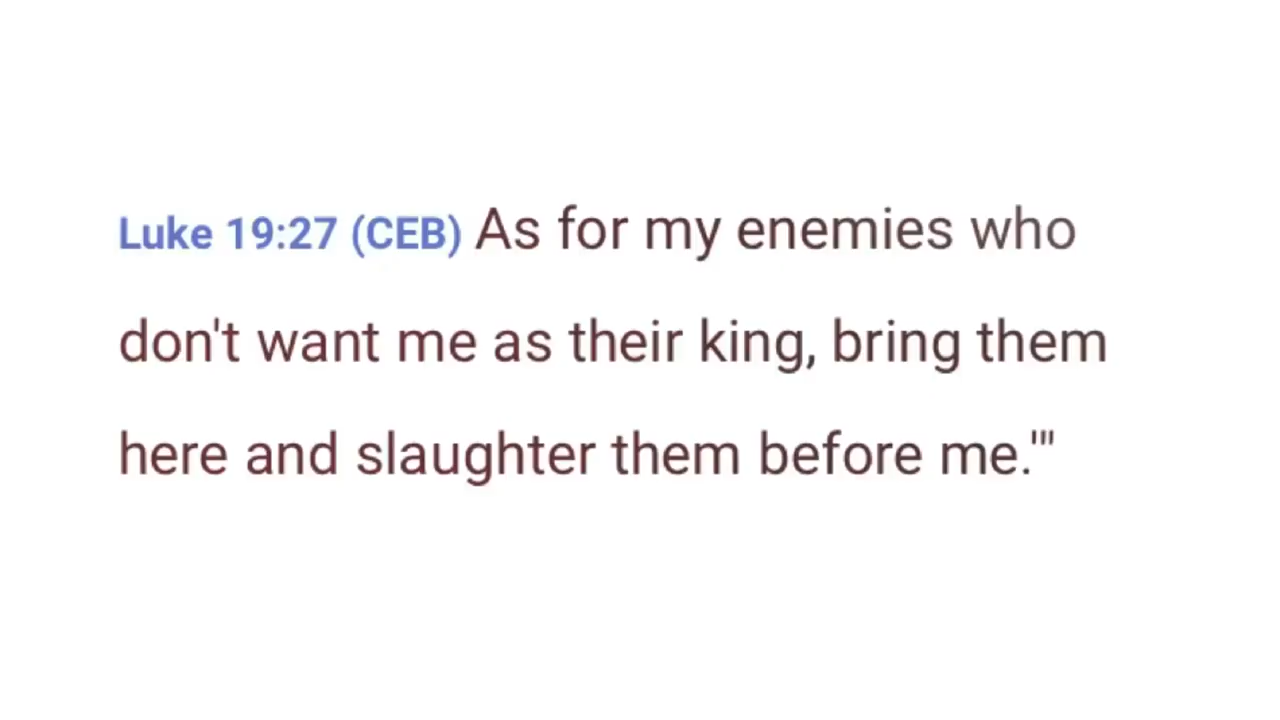 Luke 19:27 (CEB) As for my enemies who
don't want me as their king, bring them
here and slaughter them before me.'"